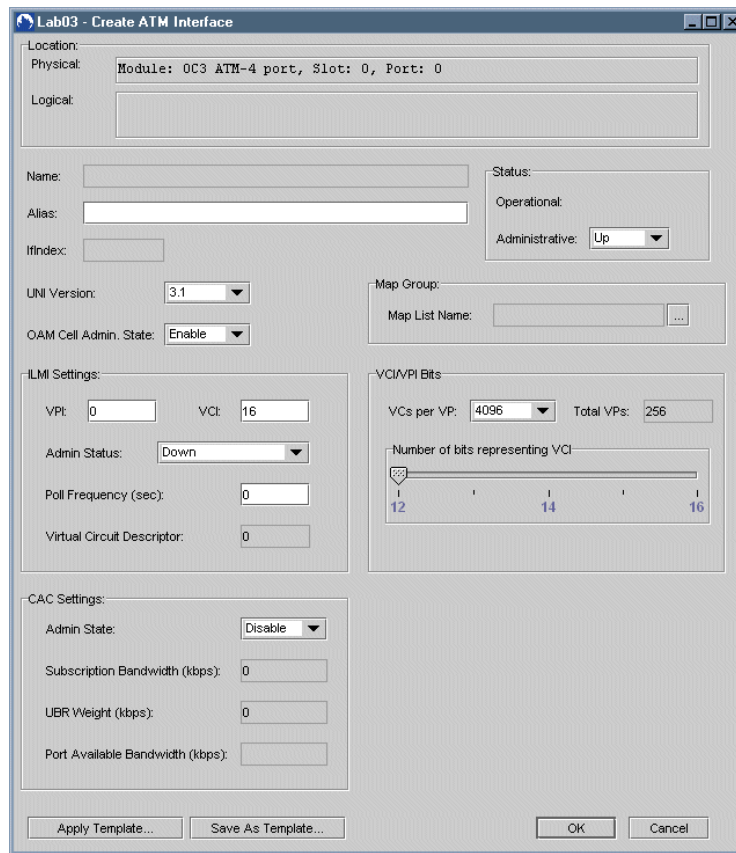 Lab03 - Create ATM Interface
Location:
Physical: Module: OC3 ATM-4 port, Slot: 0, Port: 0
Logical:
Name:
Alias:
IfIndex:
Status:
Operational:
Administrative: Up
UNI Version: 3.1
OAM Cell Admin. State: Enable
Map Group:
Map List Name: ...
ILMI Settings:
VPI: 0 VCI: 16
Admin Status: Down
Poll Frequency (sec): 0
Virtual Circuit Descriptor: 0
VCI/VPI Bits
VCs per VP: 4096 Total VPs: 256
Number of bits representing VCI
12 14 16
CAC Settings:
Admin State: Disable
Subscription Bandwidth (kbps): 0
UBR Weight (kbps): 0
Port Available Bandwidth (kbps):
Apply Template... Save As Template... OK Cancel